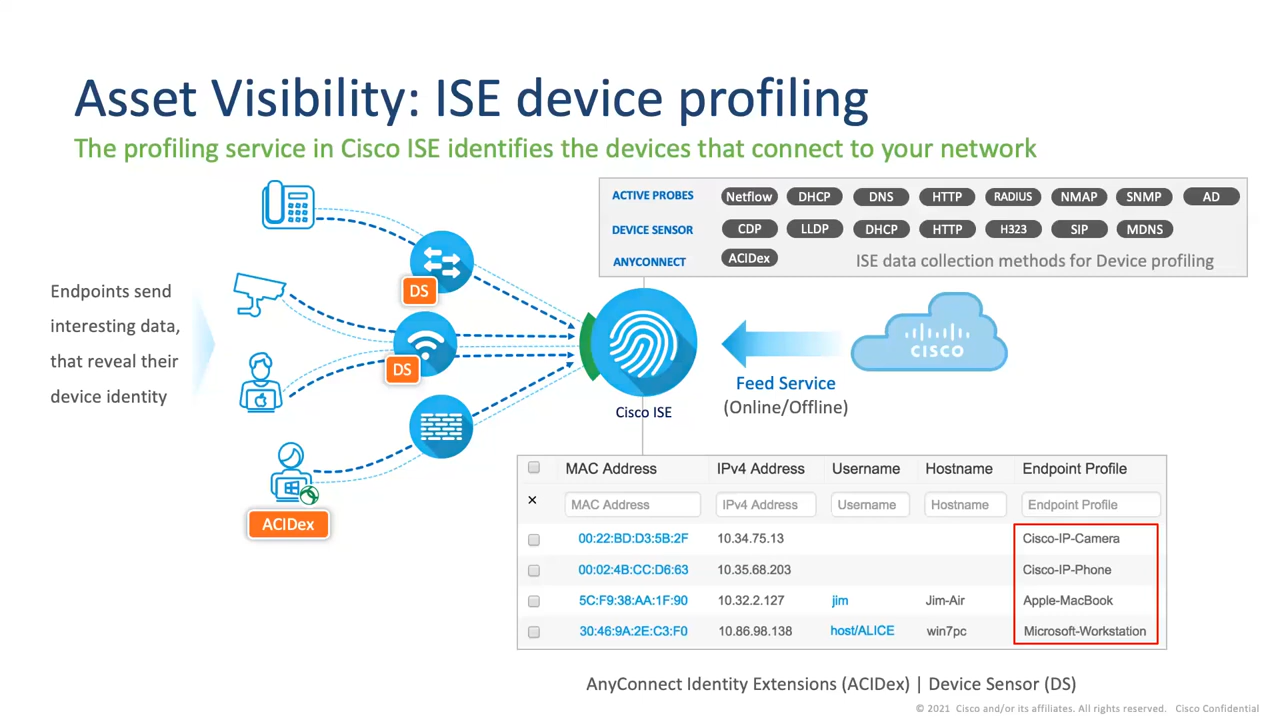 Asset Visibility: ISE device profiling
The profiling service in Cisco ISE identifies the devices that connect to your network
ACTIVE PROBES Netflow DHCP DNS HTTP RADIUS NMAP SNMP AD
DEVICE SENSOR CDP LLDP DHCP HTTP H323 SIP MDNS
ANYCONNECT ACIDex ISE data collection methods for Device profiling
Endpoints send
interesting data,
that reveal their
device identity
DS
DS
ACIDex
Cisco ISE
CISCO
Feed Service
(Online/Offline)
MAC Address IPv4 Address Username Hostname Endpoint Profile
× MAC Address IPv4 Address Username Hostname Endpoint Profile
00:22:BD:D3:5B:2F 10.34.75.13 Cisco-IP-Camera
00:02:4B:CC:D6:63 10.35.68.203 Cisco-IP-Phone
5C:F9:38:AA:1F:90 10.32.2.127 jim Jim-Air Apple-MacBook
30:46:9A:2E:C3:F0 10.86.98.138 host/ALICE win7pc Microsoft-Workstation
AnyConnect Identity Extensions (ACIDex) | Device Sensor (DS)
© 2021 Cisco and/or its affiliates. All rights reserved. Cisco Confidential